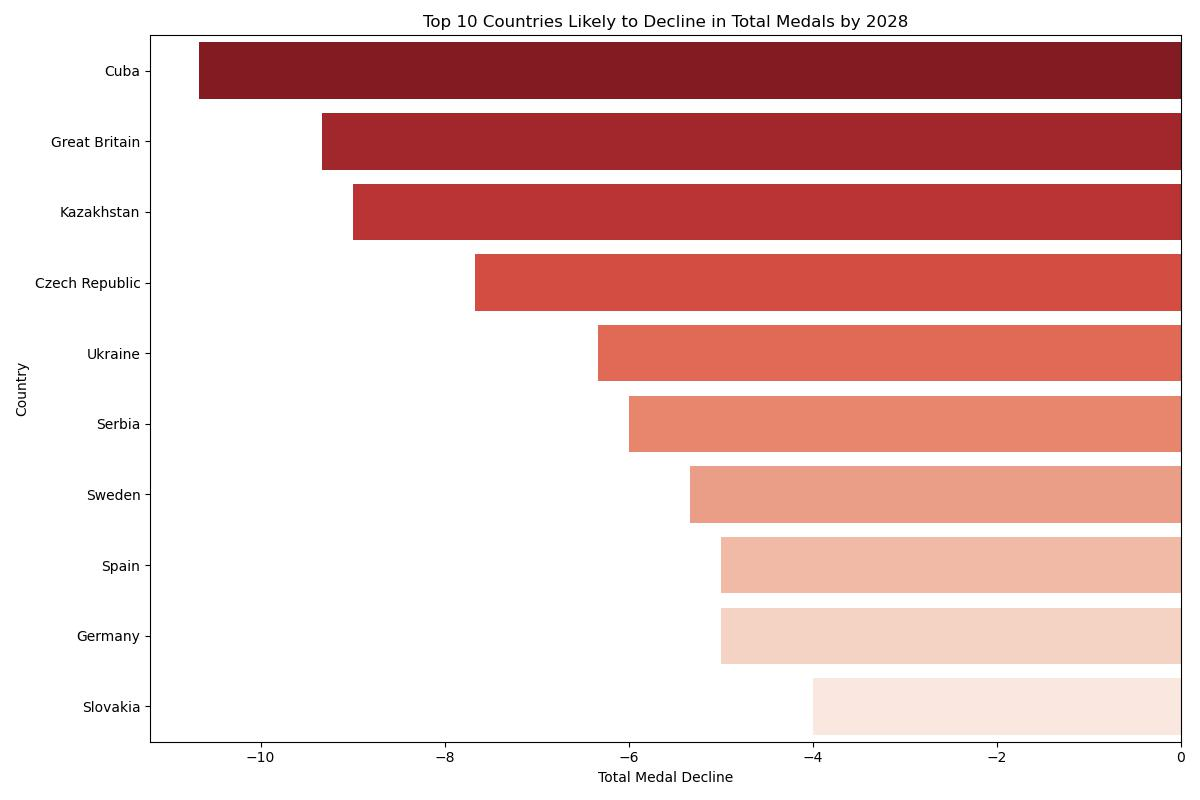 Top 10 Countries Likely to Decline in Total Medals by 2028
Cuba
Great Britain
Kazakhstan
Czech Republic
Ukraine
Serbia
Sweden
Spain
Germany
Slovakia
Country
−10
−8
−6
−4
−2
0
Total Medal Decline